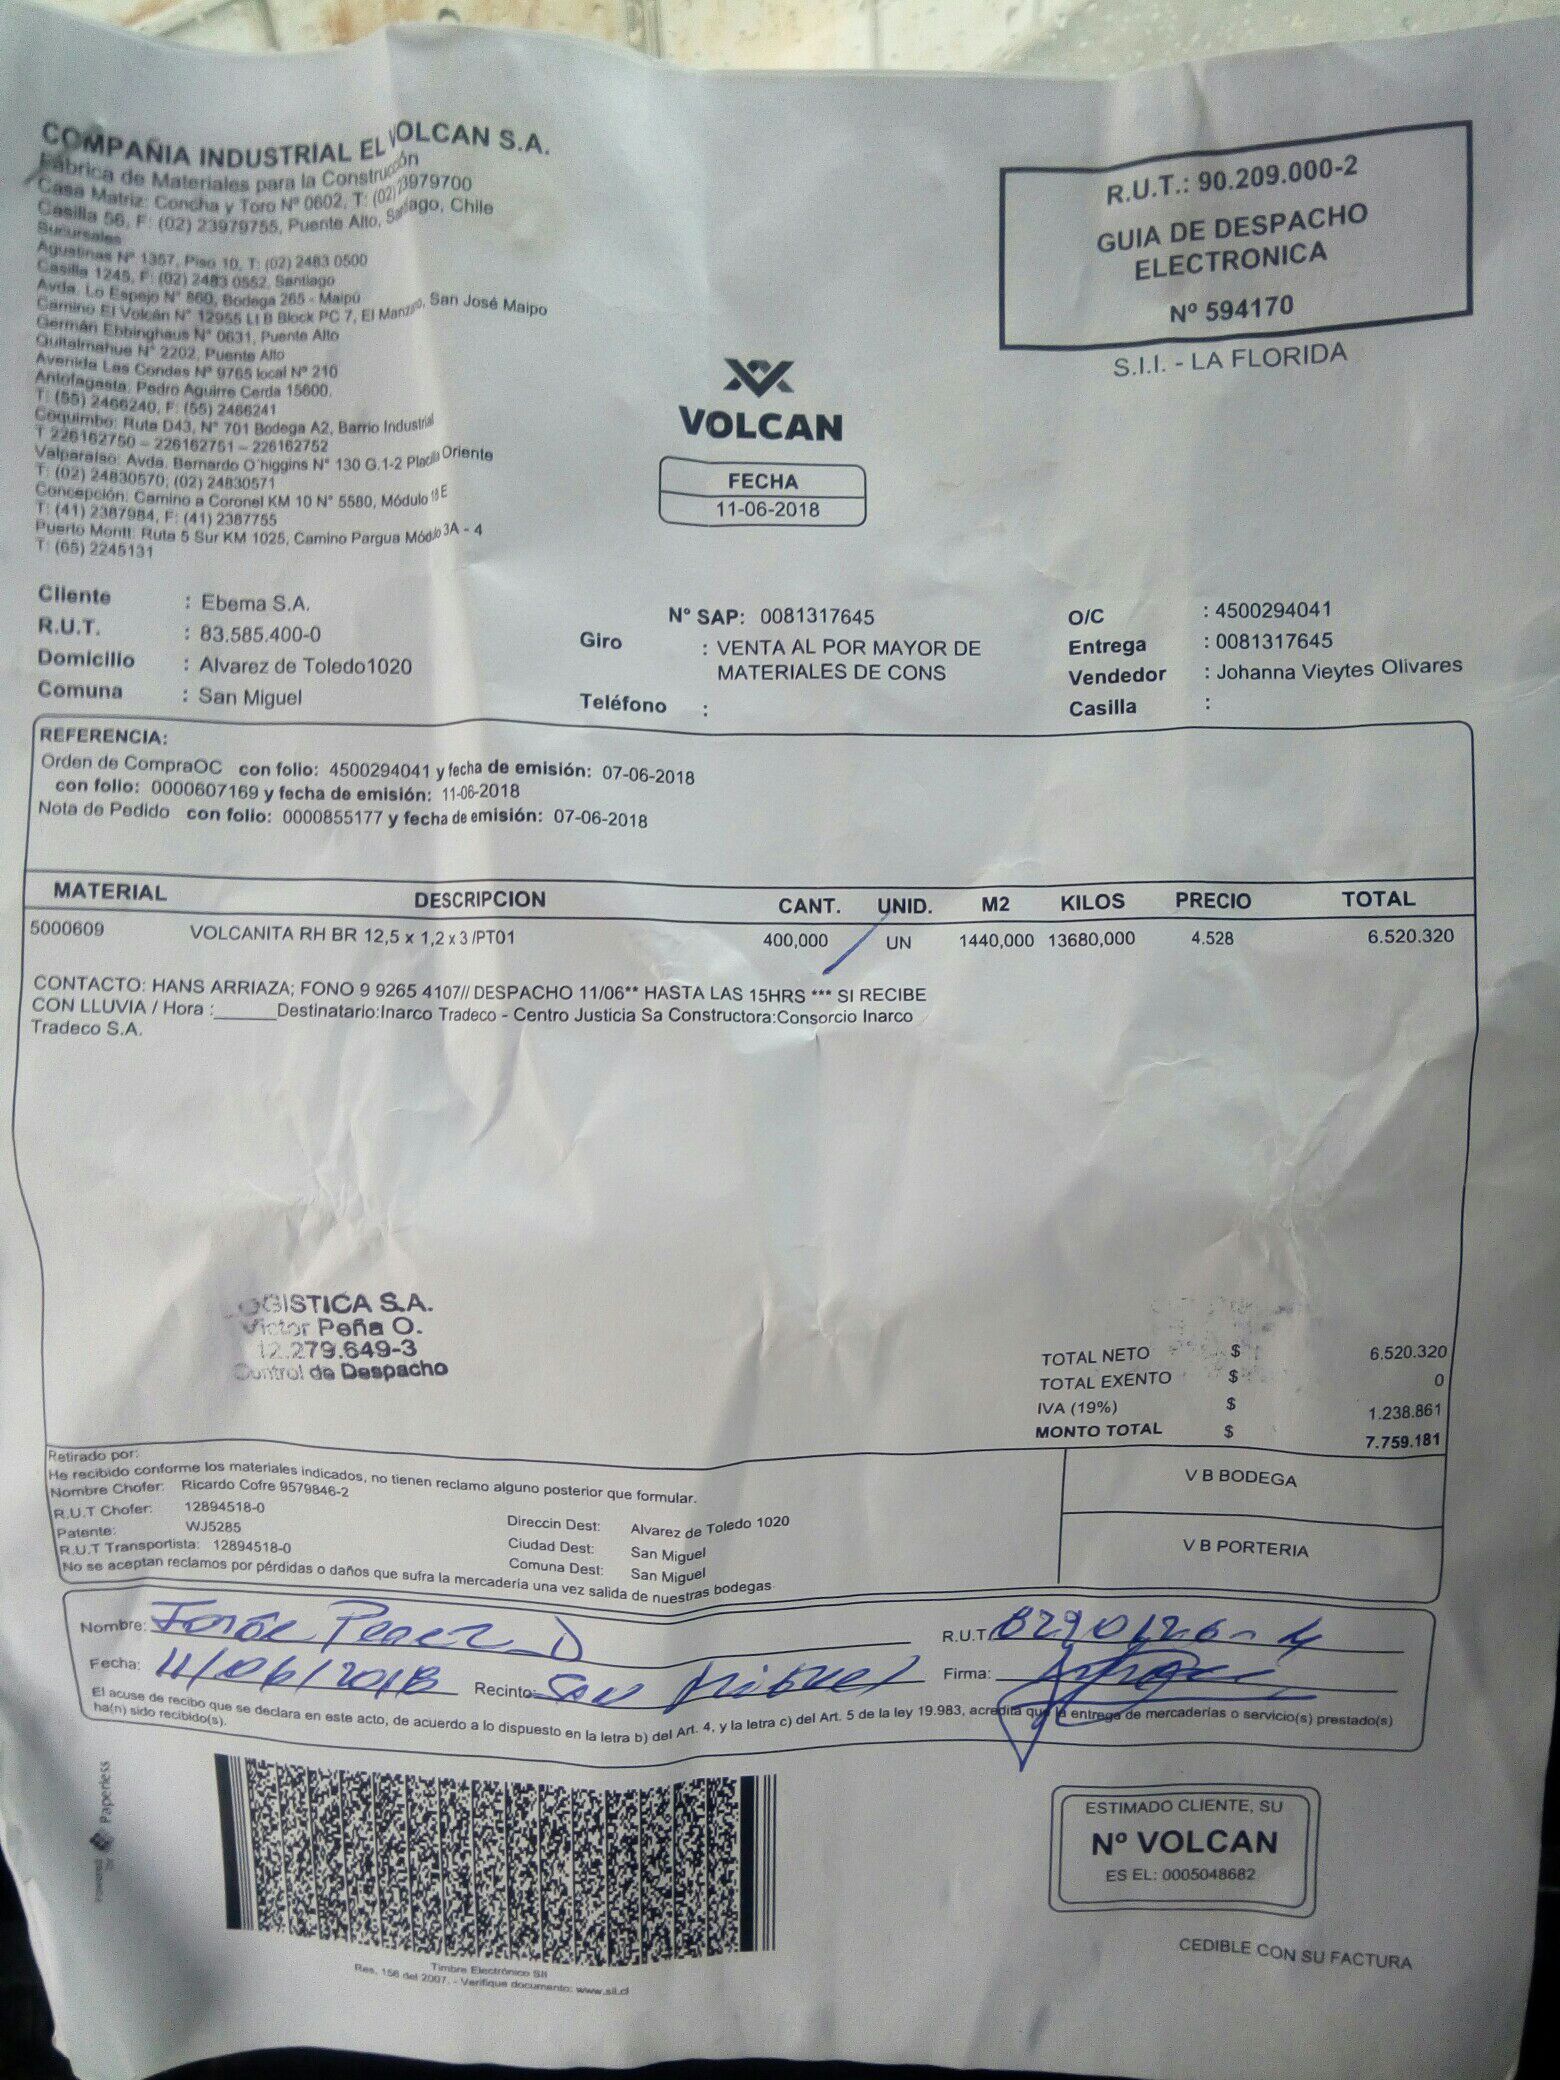 COMPAÑIA INDUSTRIAL EL VOLCAN S.A.
Fábrica de Materiales para la Construcción
Casa Matriz: Concha y Toro Nº 0602, T: (02) 23979700
Casilla 56, F: (02) 23979755, Puente Alto, Santiago, Chile
Sucursales
Agustinas Nº 1357, Piso 10, T: (02) 2483 0500
Casilla 1245, F: (02) 2483 0552, Santiago
Avda. Lo Espejo N° 860, Bodega 265 - Maipú
Camino El Volcán N° 12955 LI B Block PC 7, El Manzano, San José Maipo
Germán Ebbinghaus N° 0631, Puente Alto
Quitalmahue N° 2202, Puente Alto
Avenida Las Condes Nº 9765 local Nº 210
Antofagasta: Pedro Aguirre Cerda 15600,
T: (55) 2466240, F: (55) 2466241
Coquimbo: Ruta D43, N° 701 Bodega A2, Barrio Industrial
T 226162750 – 226162751 – 226162752
Valparaíso: Avda. Bernardo O´higgins N° 130 G.1-2 Placilla Oriente
T: (02) 24830570, (02) 24830571
Concepción: Camino a Coronel KM 10 N° 5580, Módulo 18 E
T: (41) 2387984, F: (41) 2387755
Puerto Montt: Ruta 5 Sur KM 1025, Camino Pargua Módulo 3A - 4
T: (65) 2245131
R.U.T.: 90.209.000-2
GUIA DE DESPACHO
ELECTRONICA
Nº 594170
S.I.I. - LA FLORIDA
VOLCAN
FECHA
11-06-2018
Cliente : Ebema S.A.
R.U.T. : 83.585.400-0
Domicilio : Alvarez de Toledo1020
Comuna : San Miguel
Nº SAP: 0081317645
Giro : VENTA AL POR MAYOR DE
MATERIALES DE CONS
Teléfono :
O/C : 4500294041
Entrega : 0081317645
Vendedor : Johanna Vieytes Olivares
Casilla :
REFERENCIA:
Orden de CompraOC con folio: 4500294041 y fecha de emisión: 07-06-2018
con folio: 0000607169 y fecha de emisión: 11-06-2018
Nota de Pedido con folio: 0000855177 y fecha de emisión: 07-06-2018
MATERIAL DESCRIPCION CANT. UNID. M2 KILOS PRECIO TOTAL
5000609 VOLCANITA RH BR 12,5 x 1,2 x 3 /PT01 400,000 UN 1440,000 13680,000 4.528 6.520.320
CONTACTO: HANS ARRIAZA; FONO 9 9265 4107// DESPACHO 11/06** HASTA LAS 15HRS *** SI RECIBE
CON LLUVIA / Hora :______Destinatario:Inarco Tradeco - Centro Justicia Sa Constructora:Consorcio Inarco
Tradeco S.A.
LOGISTICA S.A.
Victor Peña O.
12.279.649-3
Control de Despacho
TOTAL NETO $ 6.520.320
TOTAL EXENTO $ 0
IVA (19%) $ 1.238.861
MONTO TOTAL $ 7.759.181
Retirado por:
He recibido conforme los materiales indicados, no tienen reclamo alguno posterior que formular.
Nombre Chofer: Ricardo Cofre 9579846-2
R.U.T Chofer: 12894518-0
Patente: WJ5285
R.U.T Transportista: 12894518-0
Direccin Dest: Alvarez de Toledo 1020
Ciudad Dest: San Miguel
Comuna Dest: San Miguel
No se aceptan reclamos por pérdidas o daños que sufra la mercadería una vez salida de nuestras bodegas
V B BODEGA
V B PORTERIA
Nombre: Jorge Perez D R.U.T: 8290126-4
Fecha: 11/06/2018 Recinto: San Miguel Firma:
El acuse de recibo que se declara en este acto, de acuerdo a lo dispuesto en la letra b) del Art. 4, y la letra c) del Art. 5 de la ley 19.983, acredita que la entrega de mercaderías o servicio(s) prestado(s)
ha(n) sido recibido(s).
Powered by Paperless
Timbre Electrónico SII
Res. 156 del 2007. - Verifique documento: www.sii.cl
ESTIMADO CLIENTE, SU
Nº VOLCAN
ES EL: 0005048682
CEDIBLE CON SU FACTURA